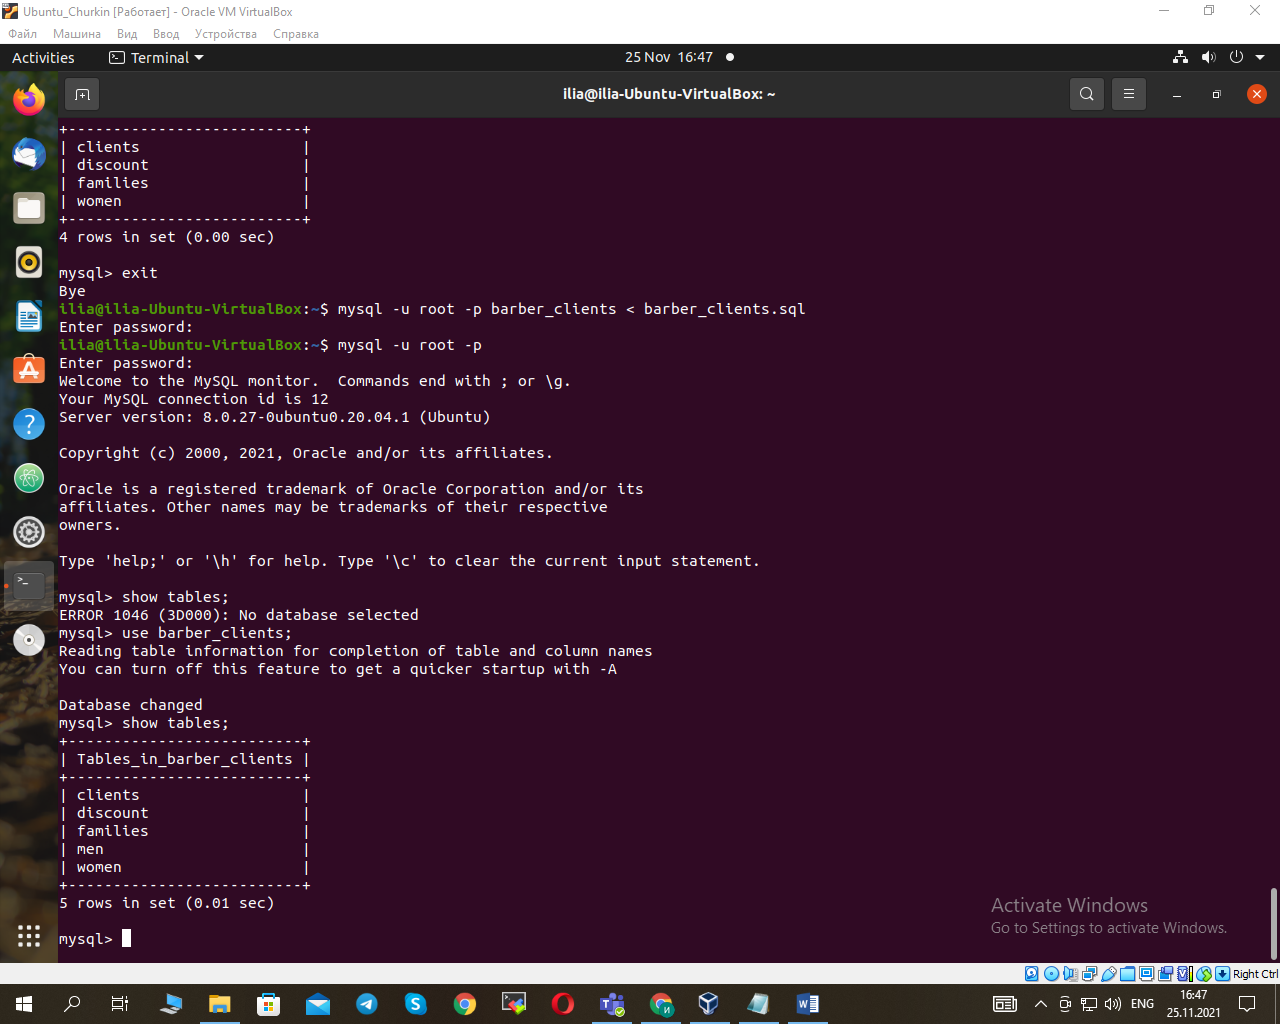 Ubuntu_Churkin [Работает] - Oracle VM VirtualBox
Файл Машина Вид Ввод Устройства Справка
Activities Terminal 25 Nov 16:47
ilia@ilia-Ubuntu-VirtualBox: ~
+--------------------------+
| clients                  |
| discount                 |
| families                 |
| women                    |
+--------------------------+
4 rows in set (0.00 sec)
mysql> exit
Bye
ilia@ilia-Ubuntu-VirtualBox:~$ mysql -u root -p barber_clients < barber_clients.sql
Enter password:
ilia@ilia-Ubuntu-VirtualBox:~$ mysql -u root -p
Enter password:
Welcome to the MySQL monitor.  Commands end with ; or \g.
Your MySQL connection id is 12
Server version: 8.0.27-0ubuntu0.20.04.1 (Ubuntu)
Copyright (c) 2000, 2021, Oracle and/or its affiliates.
Oracle is a registered trademark of Oracle Corporation and/or its
affiliates. Other names may be trademarks of their respective
owners.
Type 'help;' or '\h' for help. Type '\c' to clear the current input statement.
mysql> show tables;
ERROR 1046 (3D000): No database selected
mysql> use barber_clients;
Reading table information for completion of table and column names
You can turn off this feature to get a quicker startup with -A
Database changed
mysql> show tables;
+--------------------------+
| Tables_in_barber_clients |
+--------------------------+
| clients                  |
| discount                 |
| families                 |
| men                      |
| women                    |
+--------------------------+
5 rows in set (0.01 sec)
mysql>
Activate Windows
Go to Settings to activate Windows.
Right Ctrl
ENG
16:47
25.11.2021